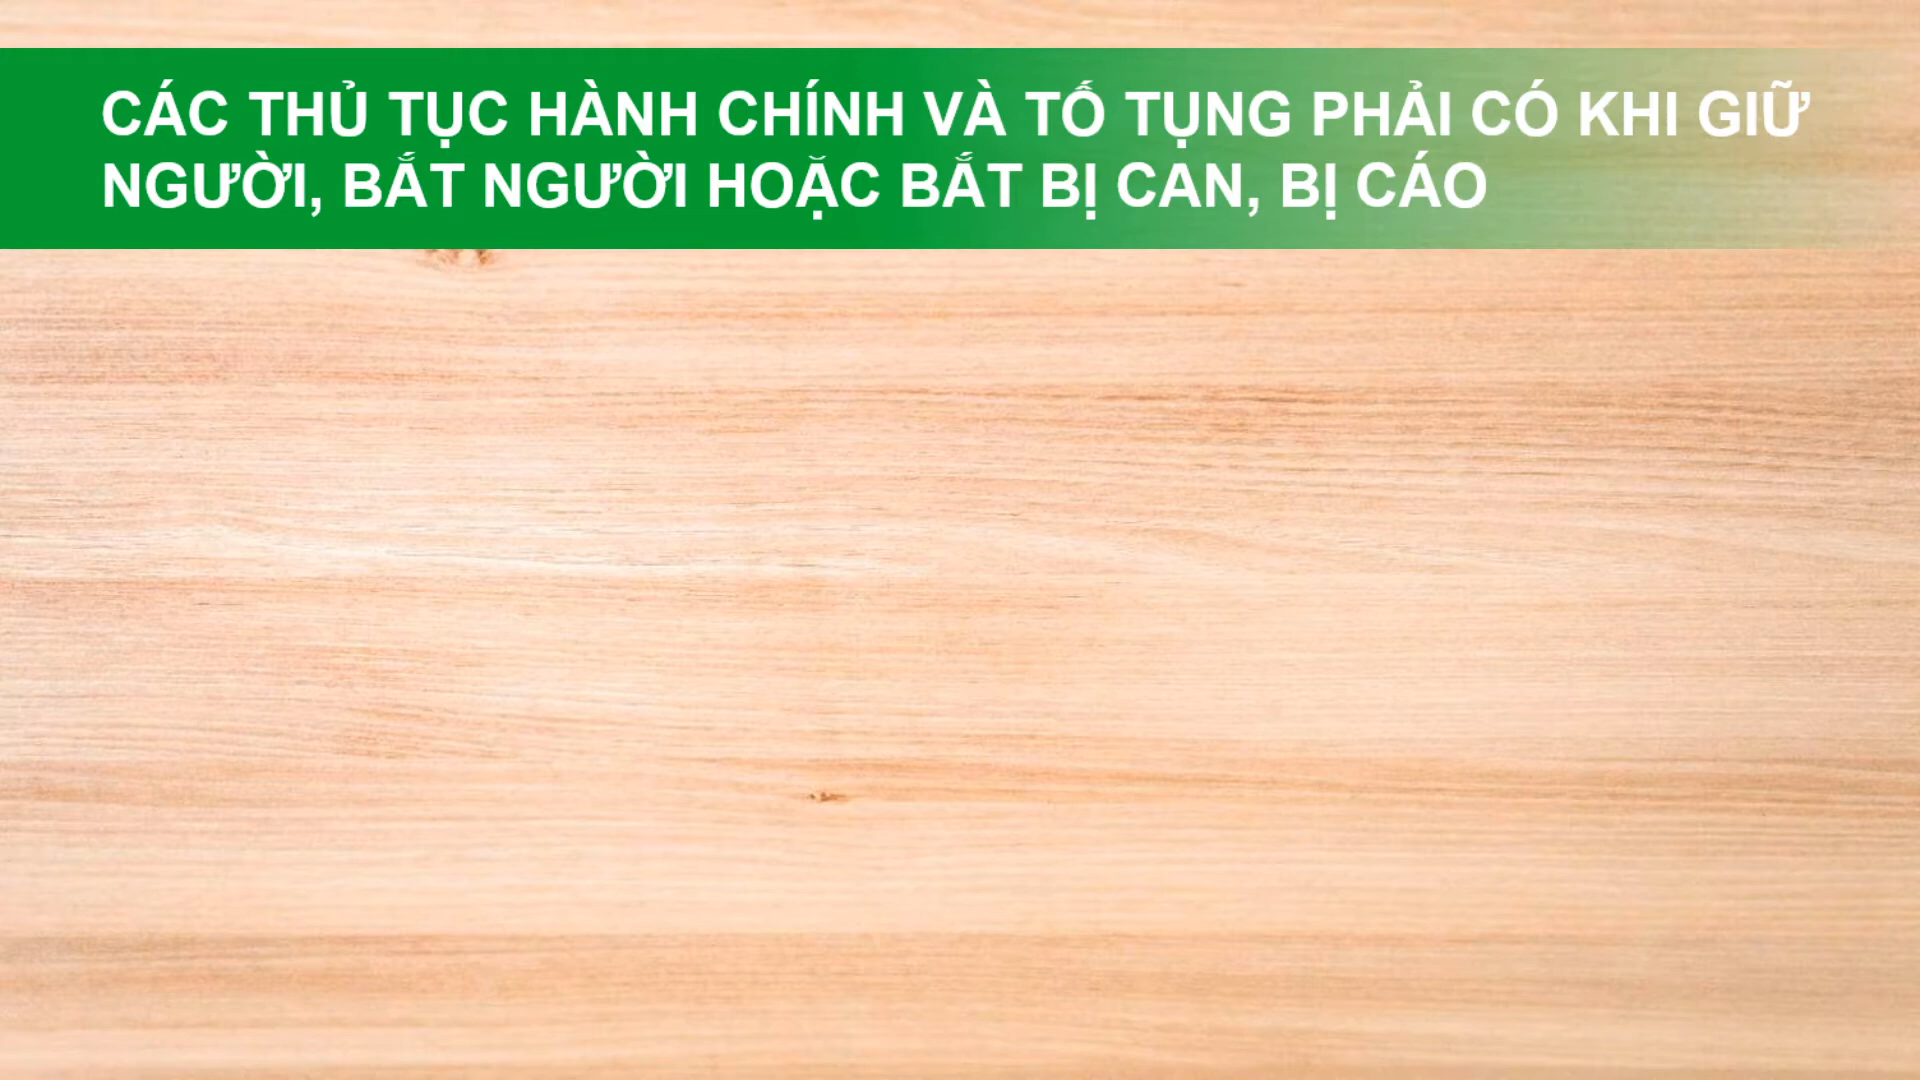 CÁC THỦ TỤC HÀNH CHÍNH VÀ TỐ TỤNG PHẢI CÓ KHI GIỮ
NGƯỜI, BẮT NGƯỜI HOẶC BẮT BỊ CAN, BỊ CÁO